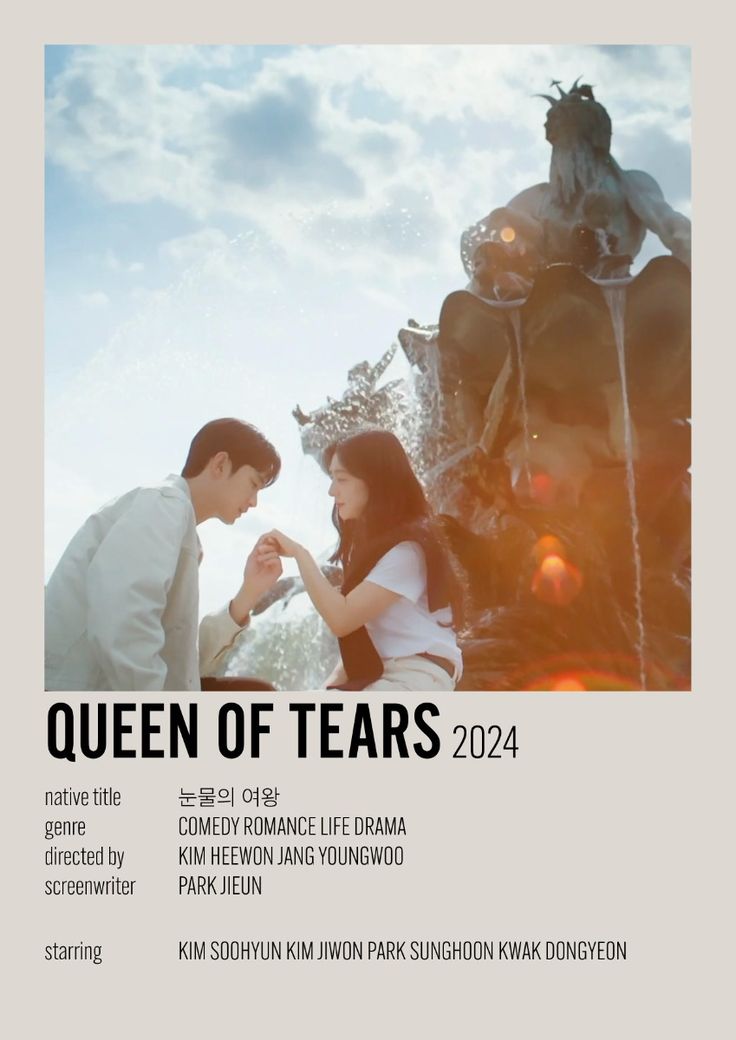 QUEEN OF TEARS 2024
native title 눈물의 여왕
genre COMEDY ROMANCE LIFE DRAMA
directed by KIM HEEWON JANG YOUNGWOO
screenwriter PARK JIEUN
starring KIM SOOHYUN KIM JIWON PARK SUNGHOON KWAK DONGYEON